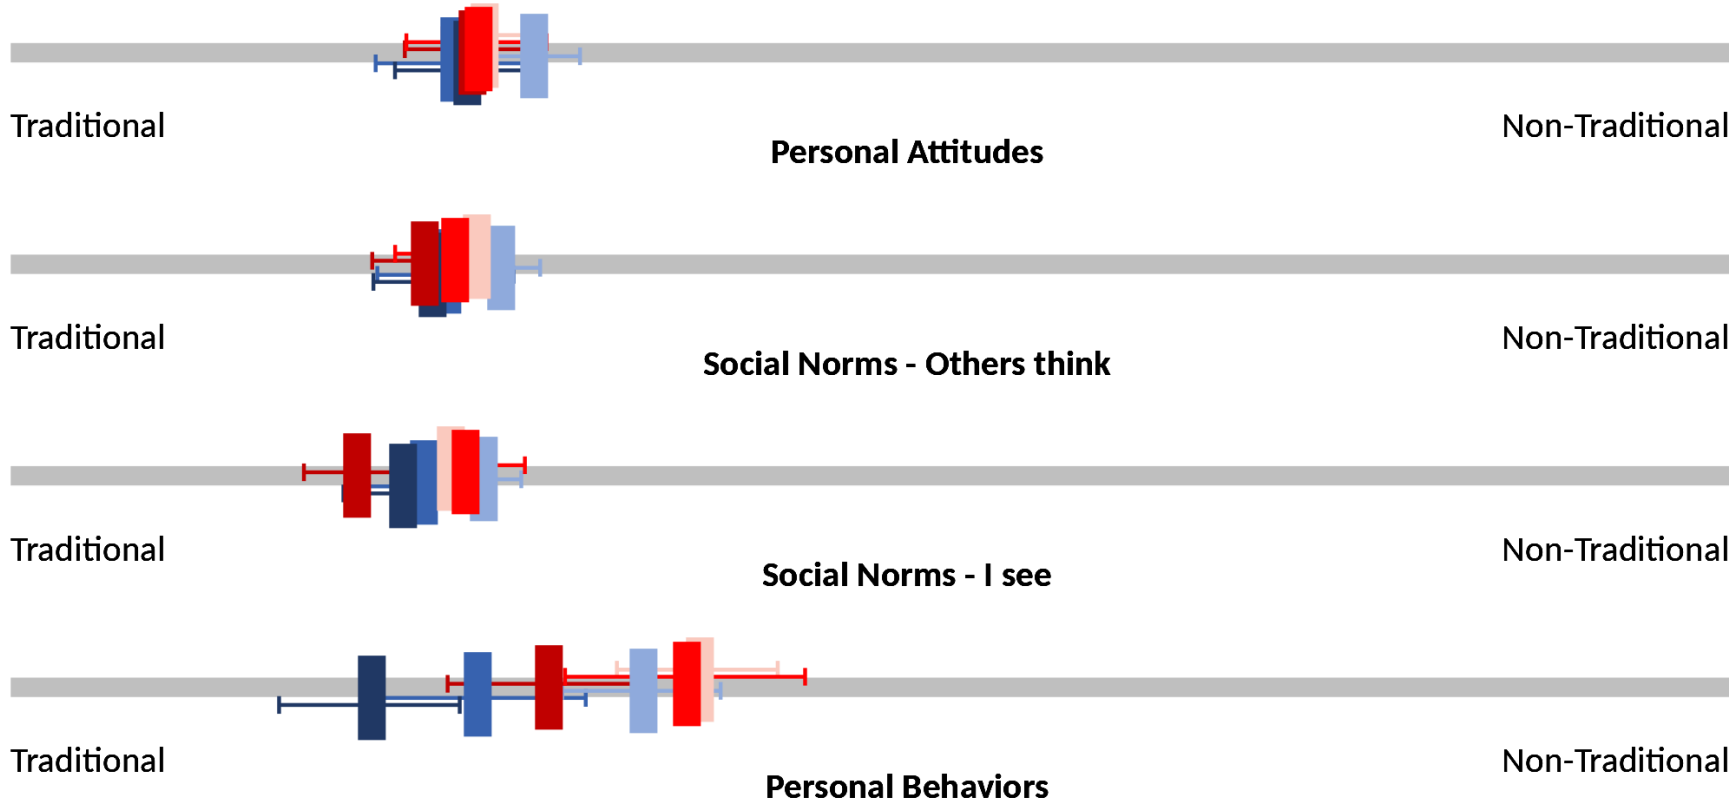 Traditional
Non-Traditional
Personal Attitudes
Traditional
Non-Traditional
Social Norms - Others think
Traditional
Non-Traditional
Social Norms - I see
Traditional
Non-Traditional
Personal Behaviors